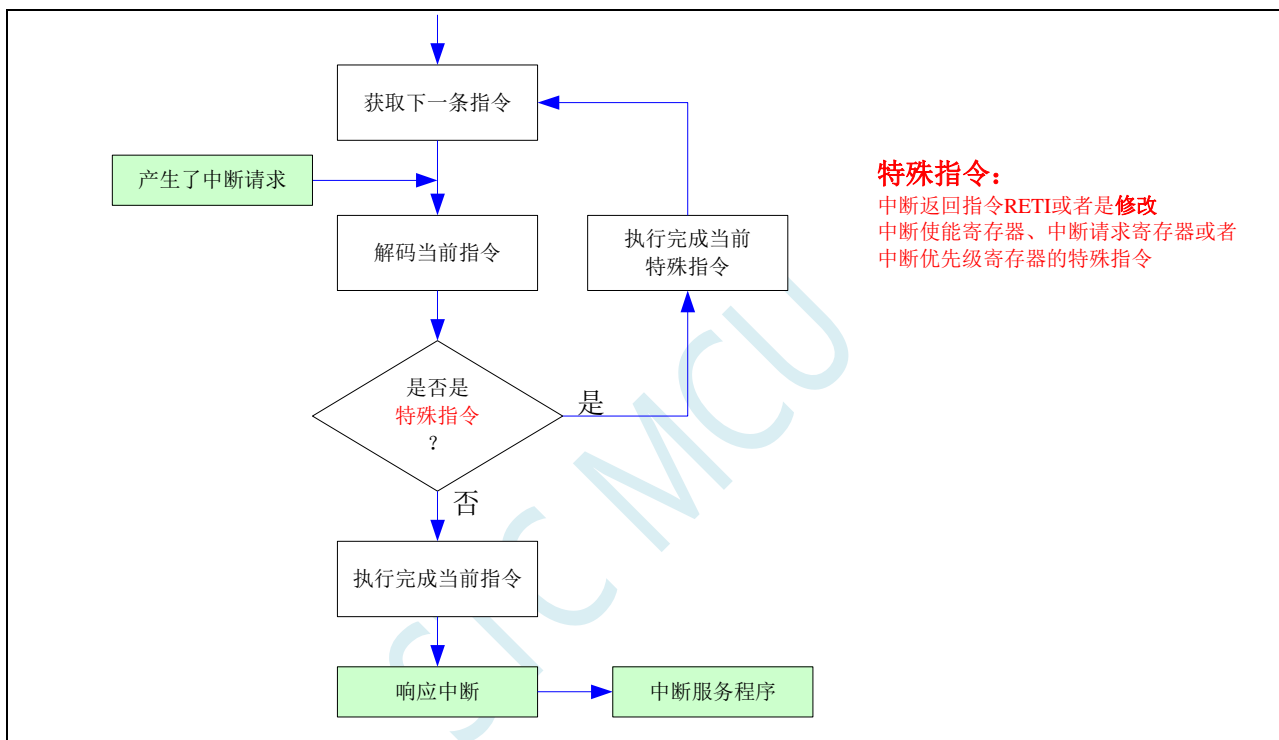 获取下一条指令
产生了中断请求
解码当前指令
执行完成当前
特殊指令
特殊指令：
中断返回指令RETI或者是修改
中断使能寄存器、中断请求寄存器或者
中断优先级寄存器的特殊指令
是否是
特殊指令
？
是
否
执行完成当前指令
响应中断
中断服务程序
STC MCU